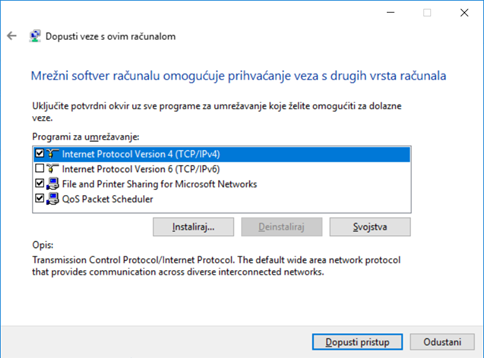 Dopusti veze s ovim računalom
Mrežni softver računalu omogućuje prihvaćanje veza s drugih vrsta računala
Uključite potvrdni okvir uz sve programe za umrežavanje koje želite omogućiti za dolazne
veze.
Programi za umrežavanje:
Internet Protocol Version 4 (TCP/IPv4)
Internet Protocol Version 6 (TCP/IPv6)
File and Printer Sharing for Microsoft Networks
QoS Packet Scheduler
Instaliraj... Deinstaliraj Svojstva
Opis:
Transmission Control Protocol/Internet Protocol. The default wide area network protocol
that provides communication across diverse interconnected networks.
Dopusti pristup Odustani